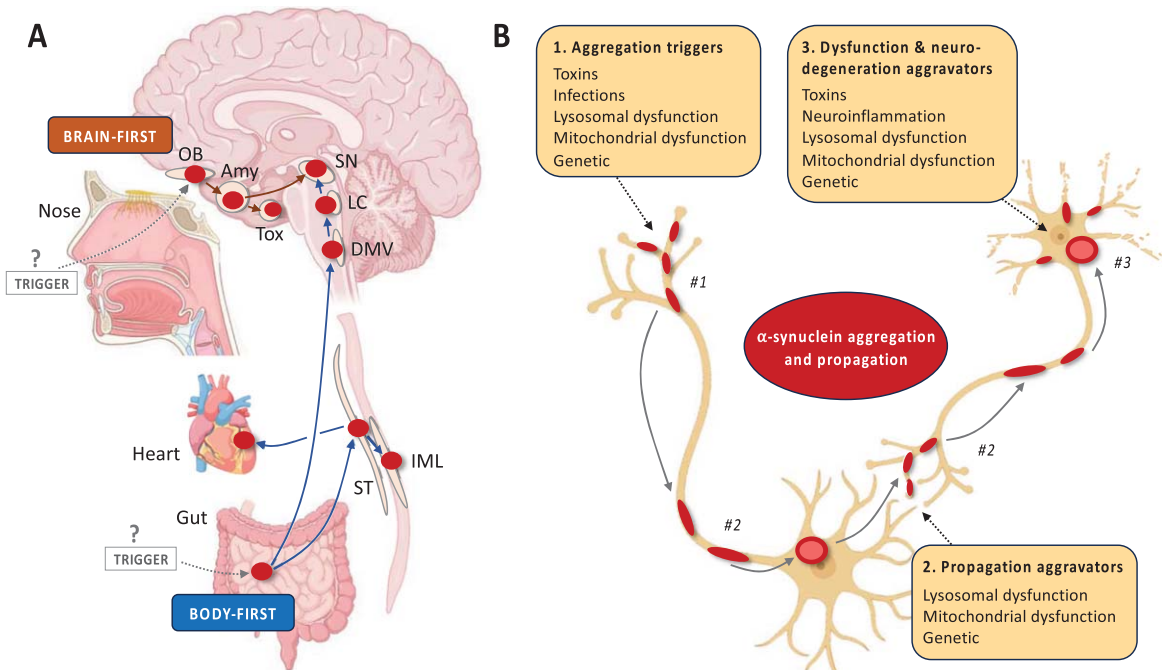 A
BRAIN-FIRST
OB
Amy
SN
LC
Tox
DMV
Nose
?
TRIGGER
Heart
IML
ST
Gut
?
TRIGGER
BODY-FIRST
B
1. Aggregation triggers
Toxins
Infections
Lysosomal dysfunction
Mitochondrial dysfunction
Genetic
3. Dysfunction & neuro-
degeneration aggravators
Toxins
Neuroinflammation
Lysosomal dysfunction
Mitochondrial dysfunction
Genetic
#1
#3
α-synuclein aggregation
and propagation
#2
#2
2. Propagation aggravators
Lysosomal dysfunction
Mitochondrial dysfunction
Genetic